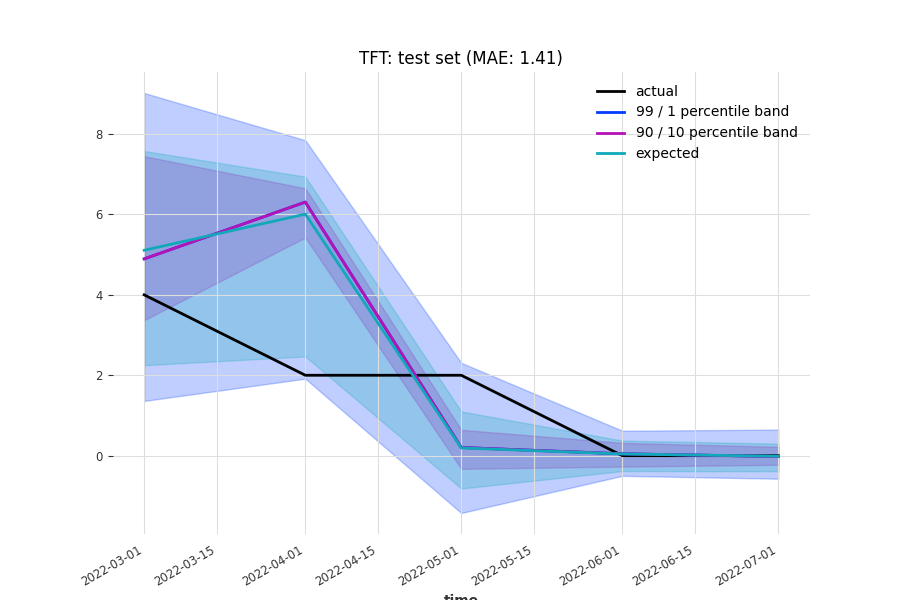 TFT: test set (MAE: 1.41)
actual
99 / 1 percentile band
90 / 10 percentile band
expected
8
6
4
2
0
2022-03-01
2022-03-15
2022-04-01
2022-04-15
2022-05-01
2022-05-15
2022-06-01
2022-06-15
2022-07-01
time